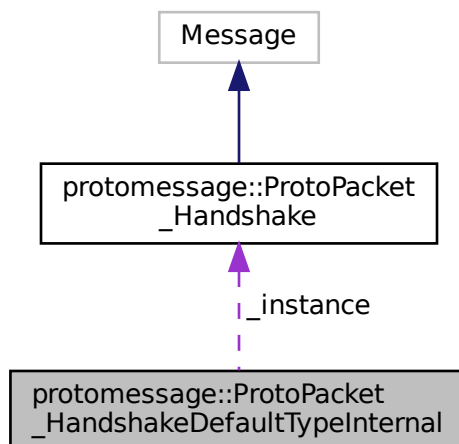 Message
protomessage::ProtoPacket
_Handshake
_instance
protomessage::ProtoPacket
_HandshakeDefaultTypeInternal